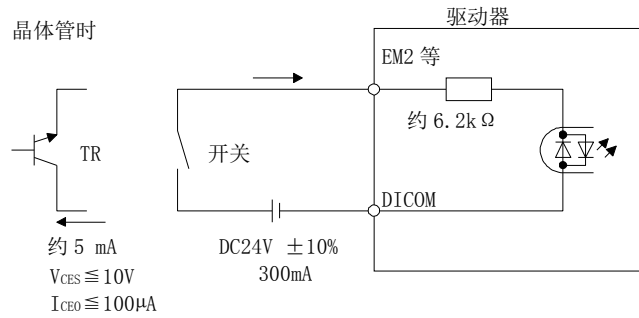 驱动器
晶体管时
EM2 等
约 6.2kΩ
TR
开关
DICOM
约 5 mA
DC24V ±10%
300mA
VCES≦10V
ICEO≦100μA